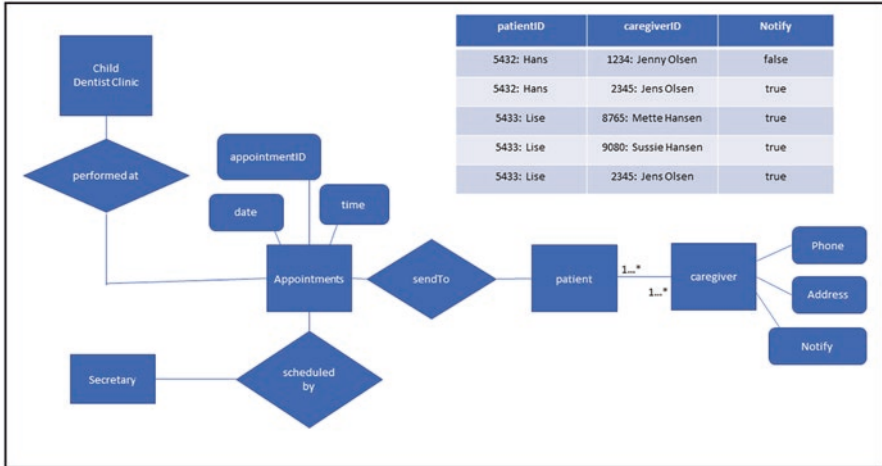 patientID caregiverID Notify
5432: Hans 1234: Jenny Olsen false
5432: Hans 2345: Jens Olsen true
5433: Lise 8765: Mette Hansen true
5433: Lise 9080: Sussie Hansen true
5433: Lise 2345: Jens Olsen true
Child
Dentist Clinic
performed at
appointmentID
date
time
Appointments
sendTo
patient
1...*
1...*
caregiver
Phone
Address
Notify
Secretary
scheduled
by